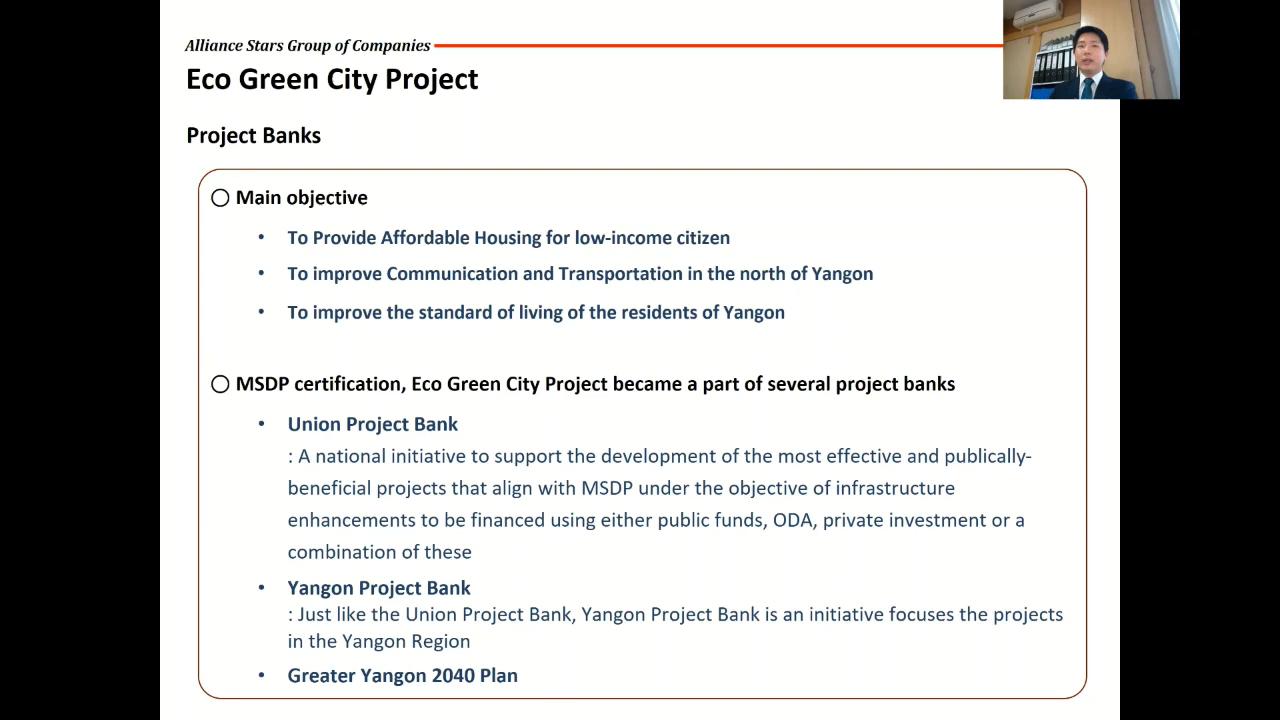 Alliance Stars Group of Companies
Eco Green City Project
Project Banks
○ Main objective
• To Provide Affordable Housing for low-income citizen
• To improve Communication and Transportation in the north of Yangon
• To improve the standard of living of the residents of Yangon
○ MSDP certification, Eco Green City Project became a part of several project banks
• Union Project Bank
: A national initiative to support the development of the most effective and publically-
beneficial projects that align with MSDP under the objective of infrastructure
enhancements to be financed using either public funds, ODA, private investment or a
combination of these
• Yangon Project Bank
: Just like the Union Project Bank, Yangon Project Bank is an initiative focuses the projects
in the Yangon Region
• Greater Yangon 2040 Plan